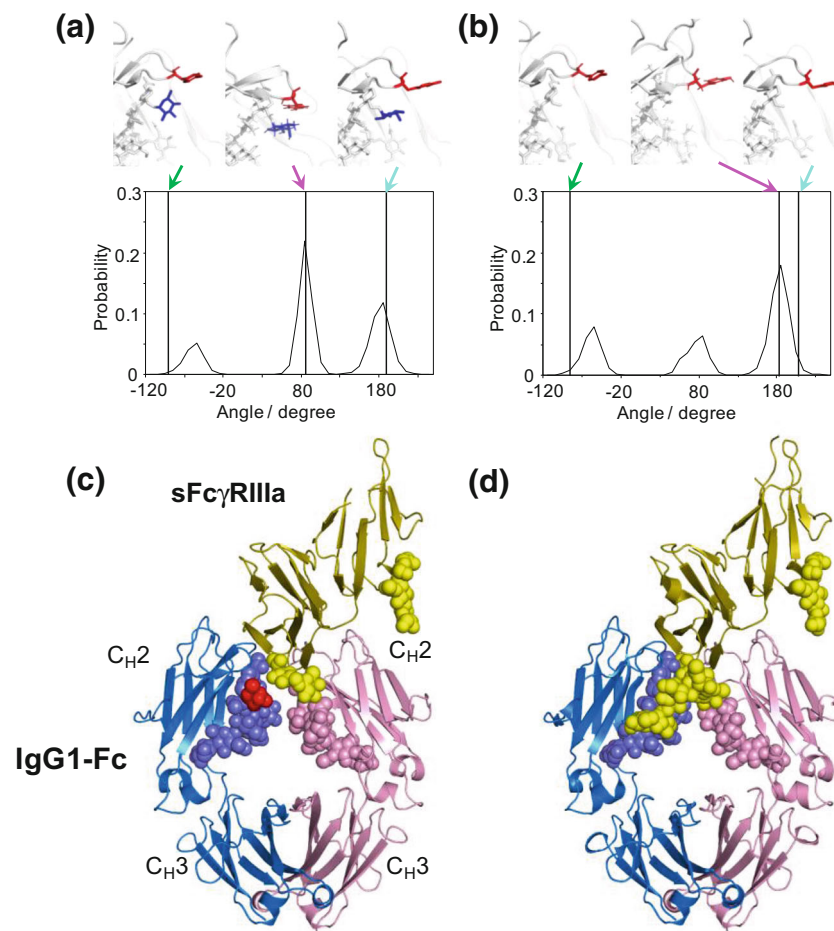 (a)
(b)
0.3
0.2
0.1
0
Probability
-120
-20
80
180
Angle / degree
0.3
0.2
0.1
0
Probability
-120
-20
80
180
Angle / degree
(c)
(d)
sFcγRIIIa
CH2
CH2
IgG1-Fc
CH3
CH3